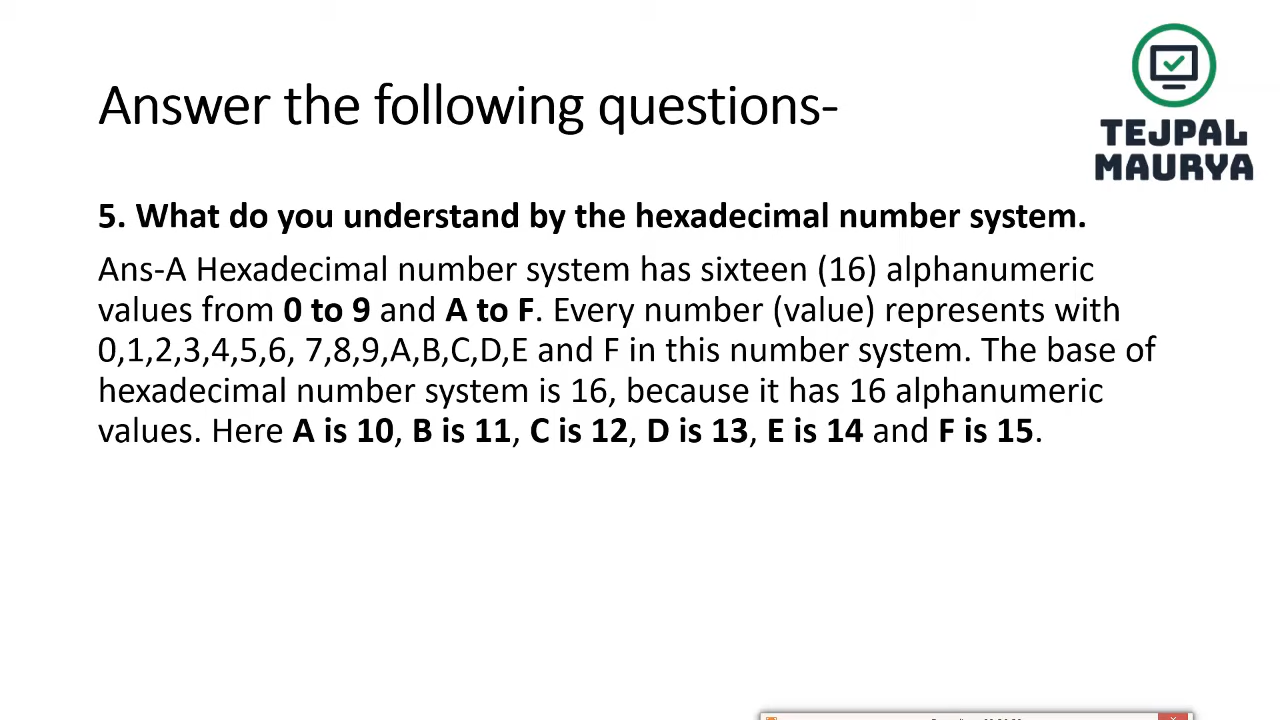 Answer the following questions-
TEJPAL
MAURYA
5. What do you understand by the hexadecimal number system.
Ans-A Hexadecimal number system has sixteen (16) alphanumeric
values from 0 to 9 and A to F. Every number (value) represents with
0,1,2,3,4,5,6, 7,8,9,A,B,C,D,E and F in this number system. The base of
hexadecimal number system is 16, because it has 16 alphanumeric
values. Here A is 10, B is 11, C is 12, D is 13, E is 14 and F is 15.